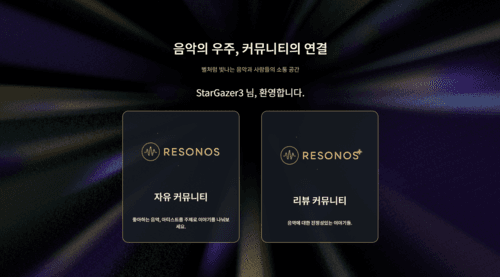 음악의 우주, 커뮤니티의 연결
별처럼 빛나는 음악과 사람들의 소통 공간
StarGazer3 님, 환영합니다.
RESONOS
자유 커뮤니티
좋아하는 음악, 아티스트를 주제로 이야기를 나눠보
세요.
RESONOS
리뷰 커뮤니티
음악에 대한 진정성있는 이야기들.